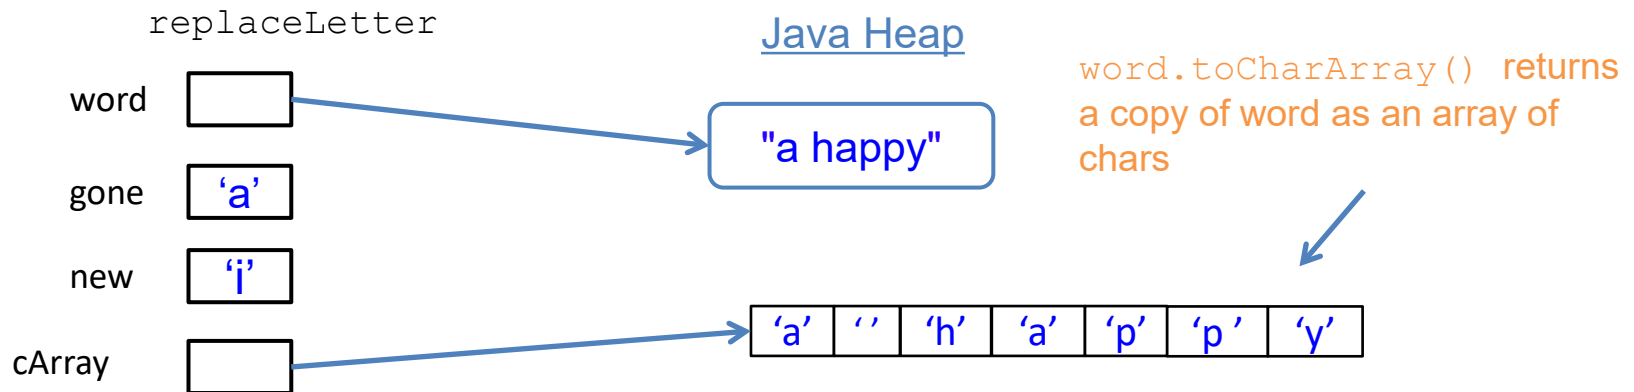 replaceLetter
Java Heap
word.toCharArray() returns
a copy of word as an array of
chars
word
"a happy"
gone ‘a’
new ‘i’
cArray
‘a’ ‘ ’ ‘h’ ‘a’ ‘p’ ‘p ’ ‘y’